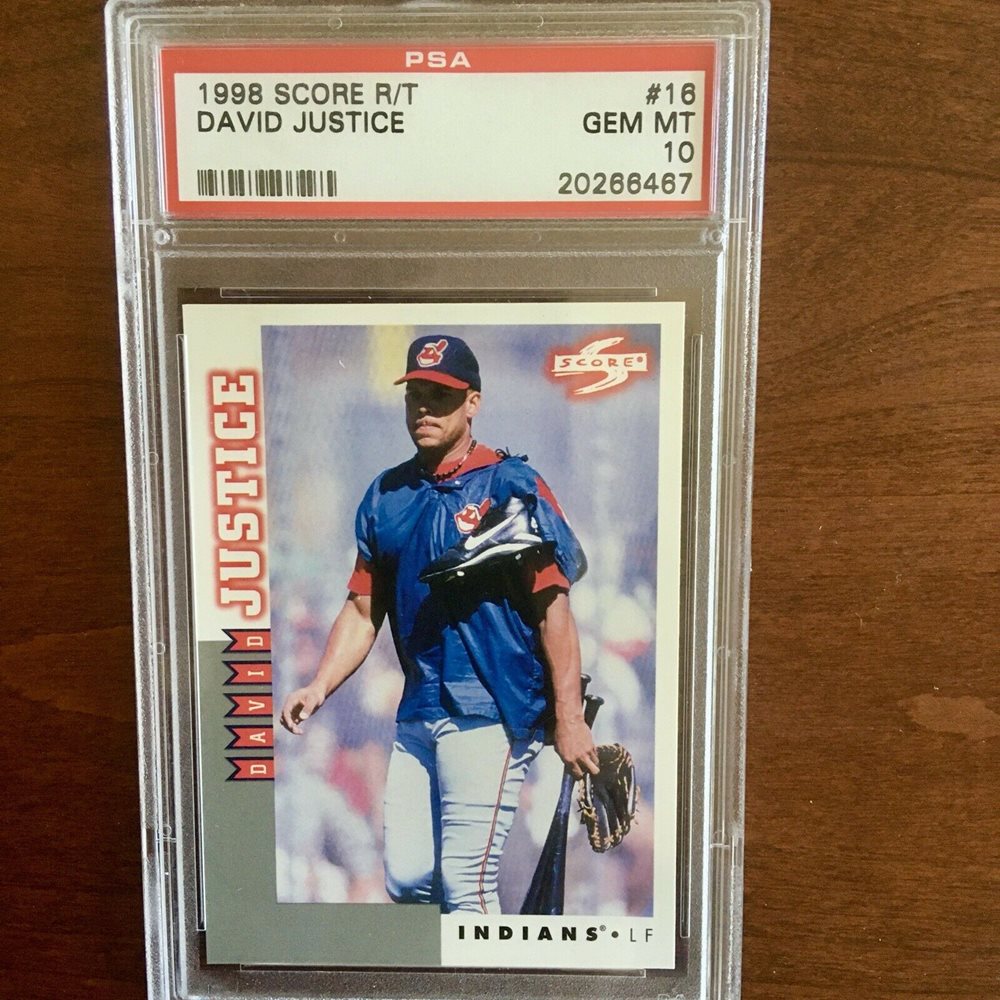 PSA
1998 SCORE R/T #16
DAVID JUSTICE GEM MT
10
20266467
SCORE®
DAVID JUSTICE
INDIANS® • LF